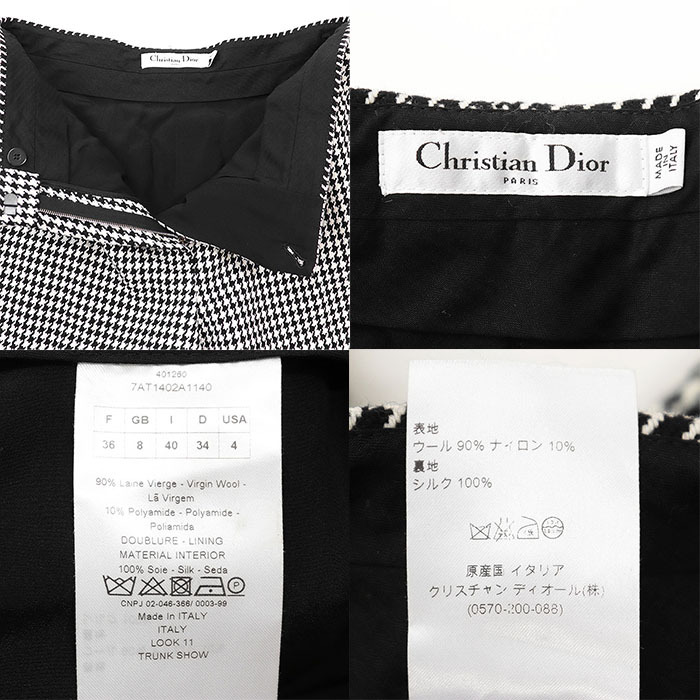 Christian Dior
PARIS
Christian Dior
PARIS
MADE
IN
ITALY
401260
7AT1402A1140
F GB I D USA
36 8 40 34 4
90% Laine Vierge - Virgin Wool -
Lã Virgem
10% Polyamide - Polyamide -
Poliamida
DOUBLURE - LINING
MATERIAL INTERIOR
100% Soie - Silk - Seda
CNPJ 02-046-366/ 0003-99
Made In ITALY
ITALY
LOOK 11
TRUNK SHOW
表地
ウール 90% ナイロン 10%
裏地
シルク 100%
原産国 イタリア
クリスチャン ディオール(株)
(0570-200-088)